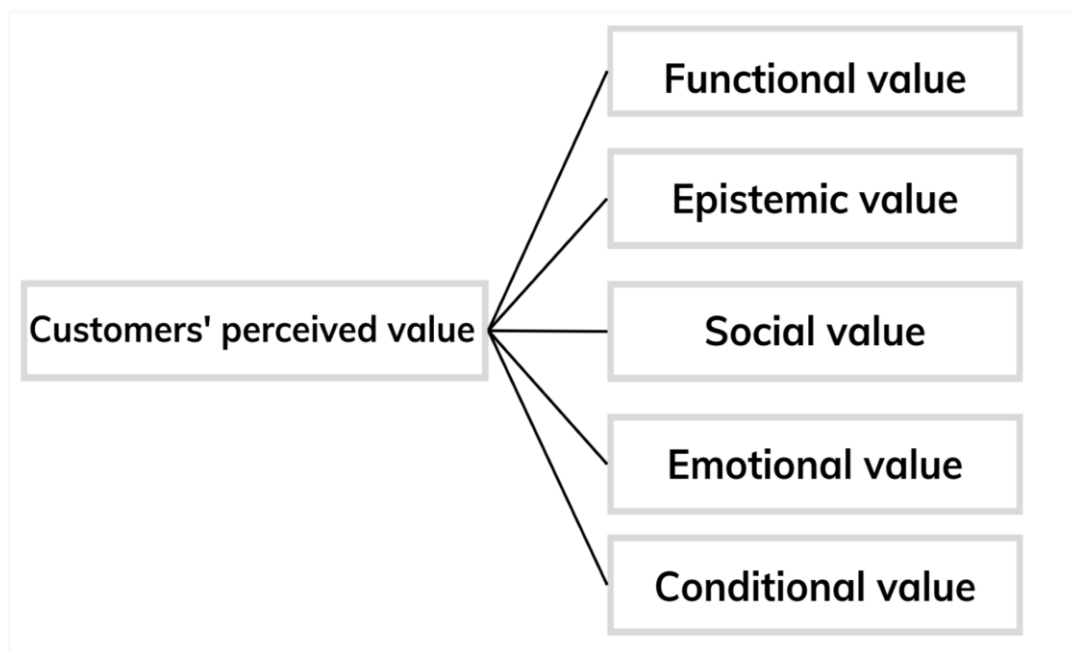 Functional value
Epistemic value
Customers' perceived value
Social value
Emotional value
Conditional value